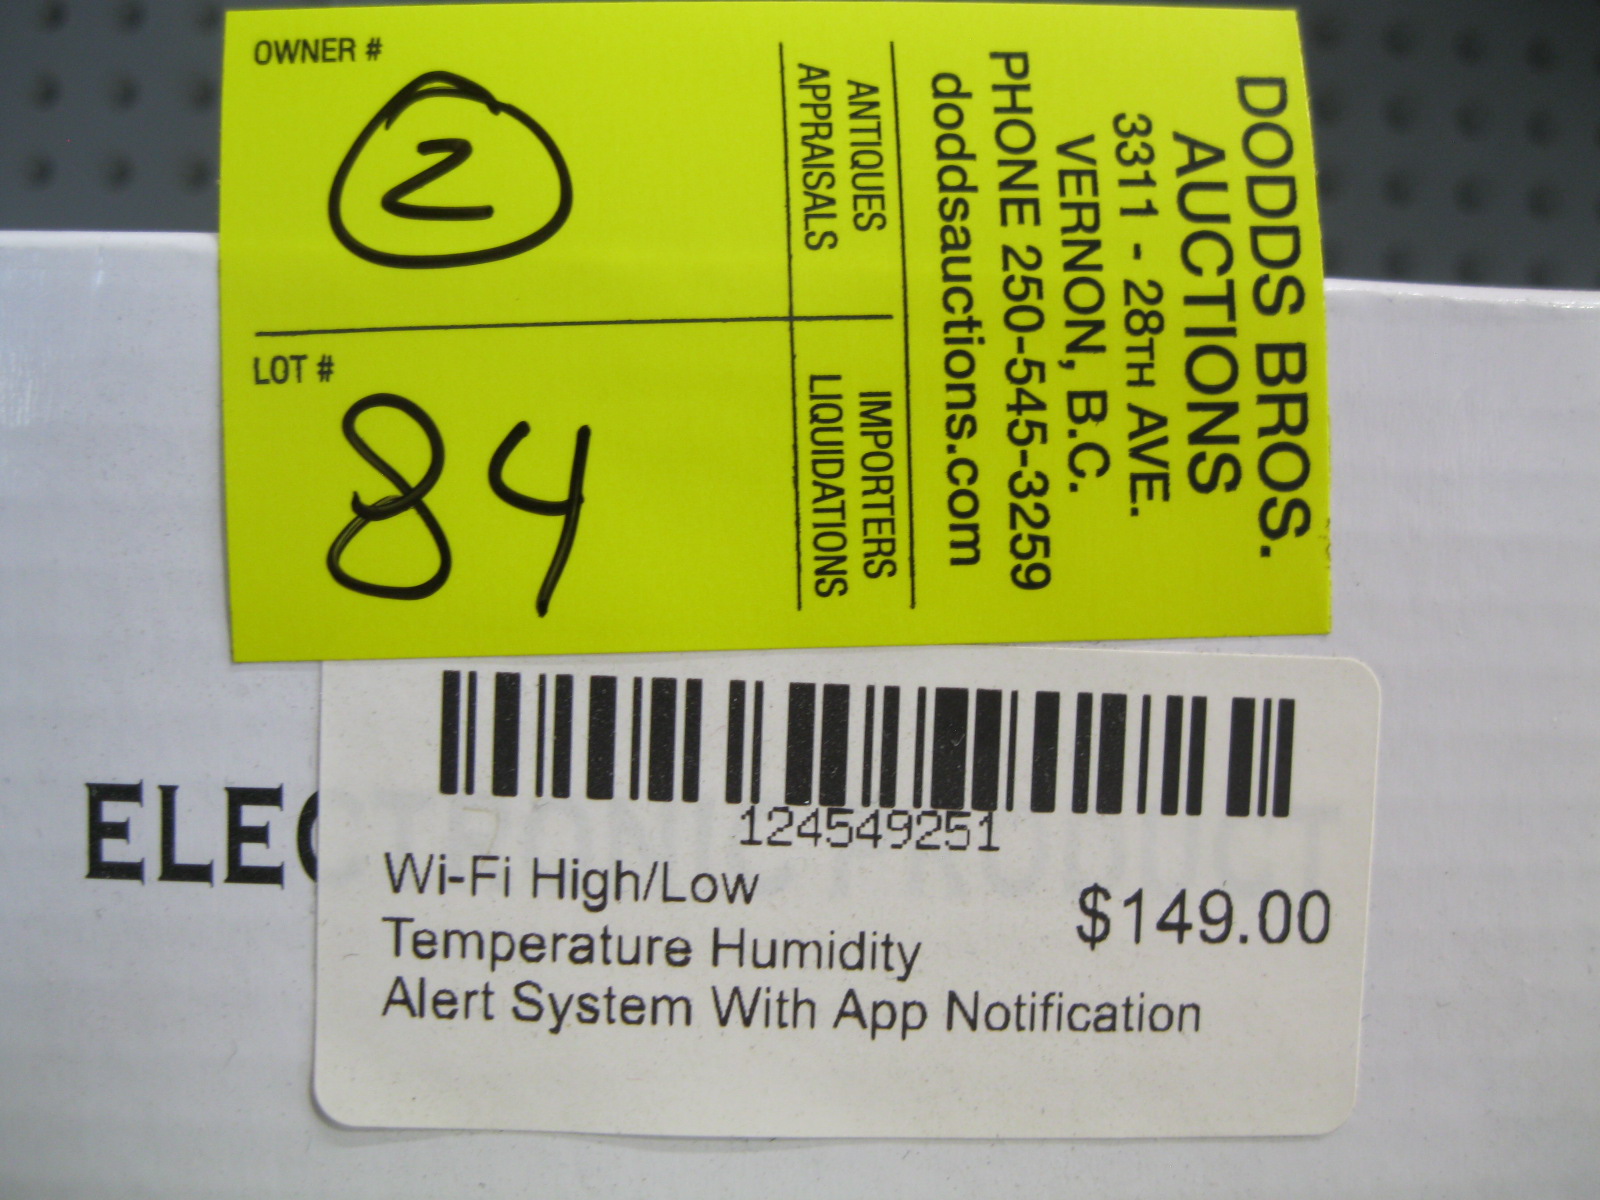 OWNER #
2
LOT #
84
ANTIQUES
APPRAISALS
IMPORTERS
LIQUIDATIONS
DODDS BROS.
AUCTIONS
3311 - 28TH AVE.
VERNON, B.C.
PHONE 250-545-3259
doddsauctions.com
ELEC
124549251
Wi-Fi High/Low
Temperature Humidity
Alert System With App Notification
$149.00